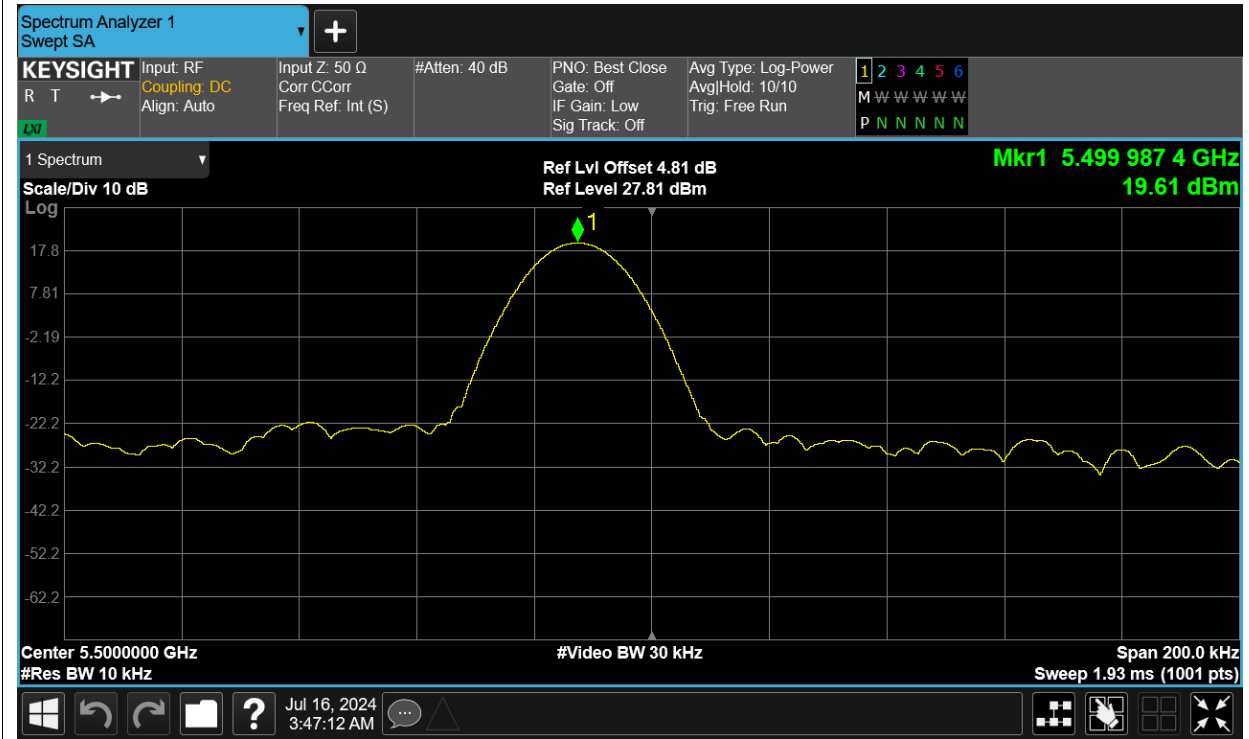 Spectrum Analyzer 1
Swept SA
+
KEYSIGHT
R T
LXI
Input: RF
Coupling: DC
Align: Auto
Input Z: 50 Ω
Corr CCorr
Freq Ref: Int (S)
#Atten: 40 dB
PNO: Best Close
Gate: Off
IF Gain: Low
Sig Track: Off
Avg Type: Log-Power
Avg|Hold: 10/10
Trig: Free Run
1 2 3 4 5 6
M W W W W W
P N N N N N
1 Spectrum
Scale/Div 10 dB
Log
Ref Lvl Offset 4.81 dB
Ref Level 27.81 dBm
Mkr1 5.499 987 4 GHz
19.61 dBm
1
17.8
7.81
-2.19
-12.2
-22.2
-32.2
-42.2
-52.2
-62.2
Center 5.5000000 GHz
#Video BW 30 kHz
Span 200.0 kHz
#Res BW 10 kHz
Sweep 1.93 ms (1001 pts)
?
Jul 16, 2024
3:47:12 AM